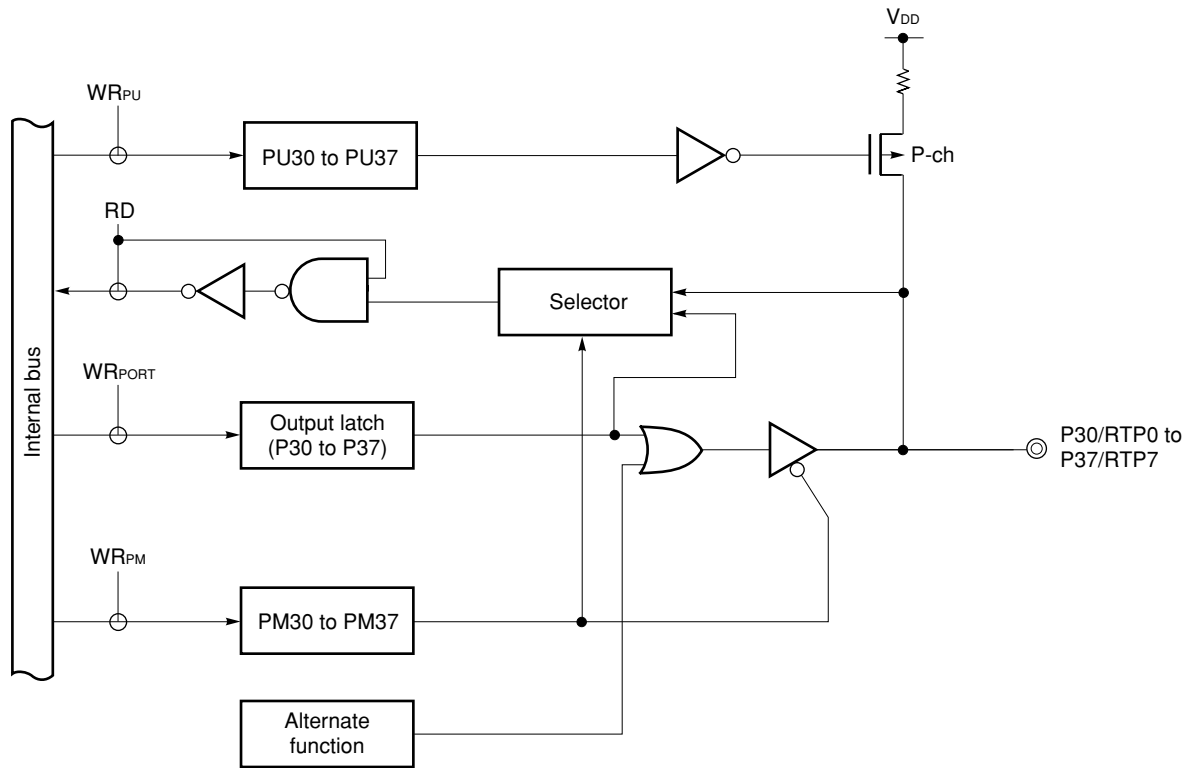 VDD
WRPU
PU30 to PU37
P-ch
RD
Selector
Internal bus
WRPORT
Output latch
(P30 to P37)
P30/RTP0 to
P37/RTP7
WRPM
PM30 to PM37
Alternate
function